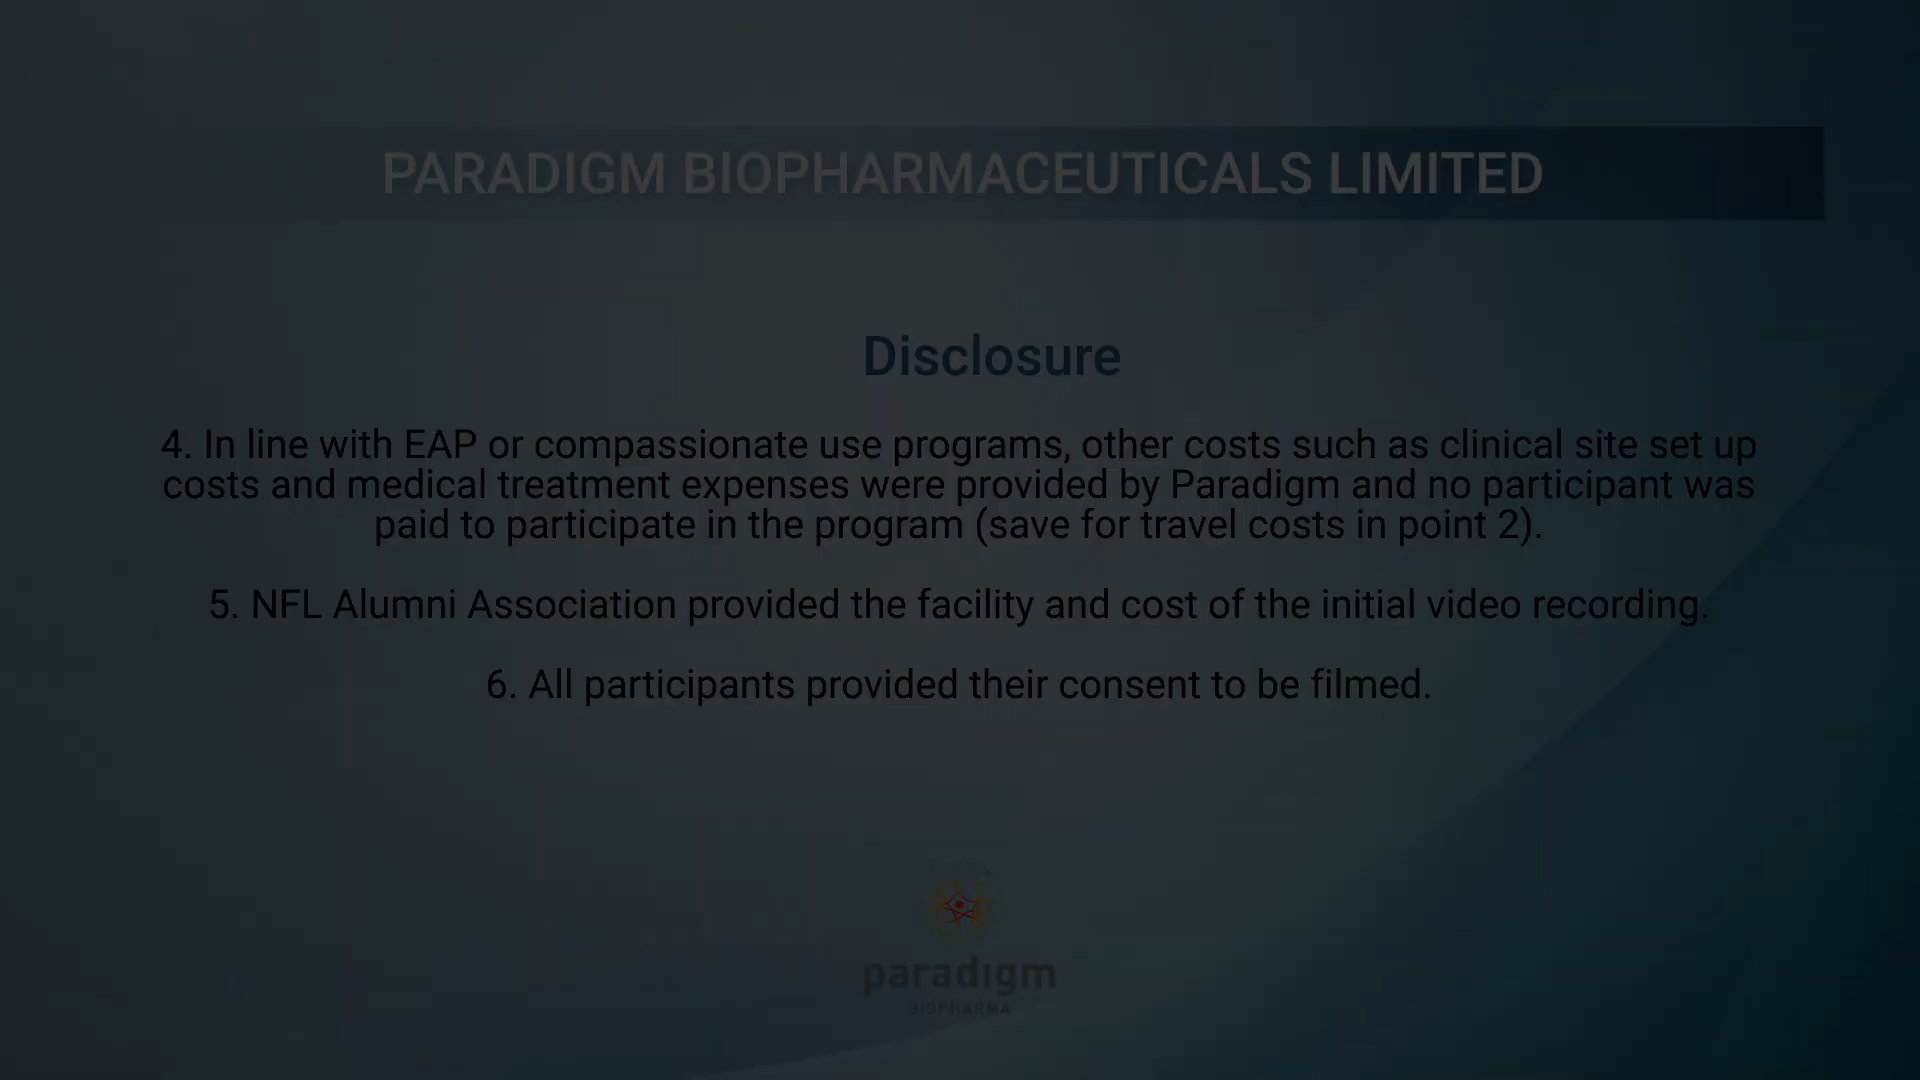 PARADIGM BIOPHARMACEUTICALS LIMITED
Disclosure
4. In line with EAP or compassionate use programs, other costs such as clinical site set up
costs and medical treatment expenses were provided by Paradigm and no participant was
paid to participate in the program (save for travel costs in point 2).
5. NFL Alumni Association provided the facility and cost of the initial video recording.
6. All participants provided their consent to be filmed.
paradigm
BIOPHARMA